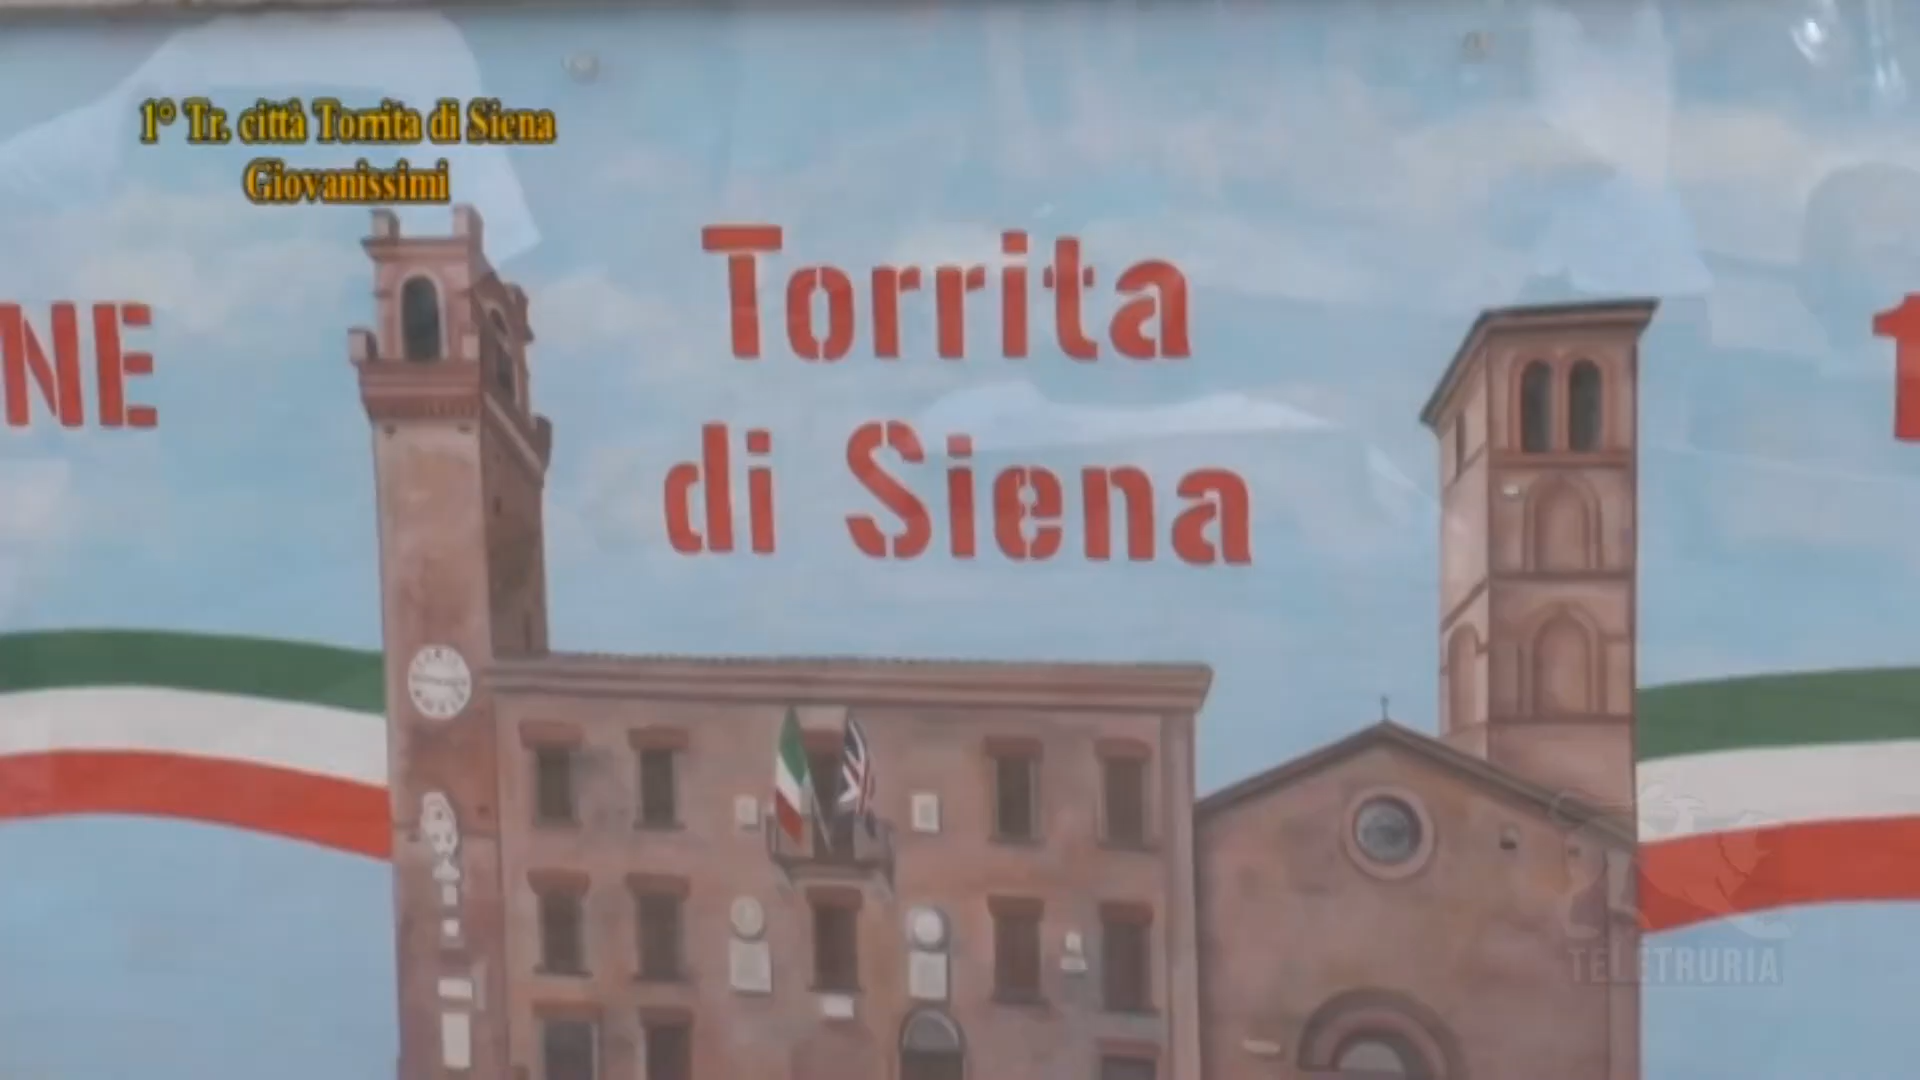 1° Tr. città Torrita di Siena
Giovanissimi
NE
Torrita
di Siena
1
TELETRURIA